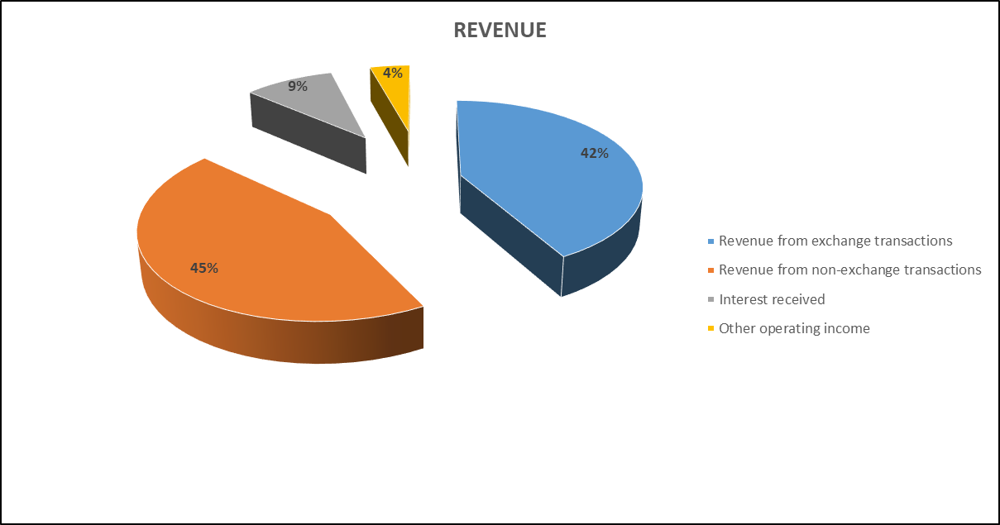 REVENUE
4%
9%
42%
45%
Revenue from exchange transactions
Revenue from non-exchange transactions
Interest received
Other operating income